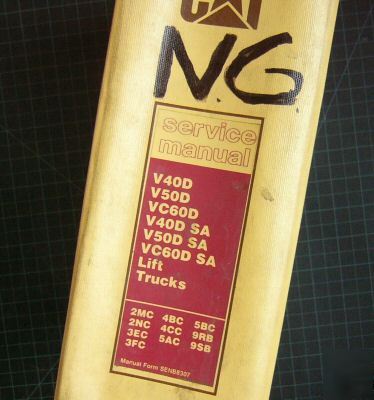 CAT
N.G.
service
manual
V40D
V50D
VC60D
V40D SA
V50D SA
VC60D SA
Lift
Trucks
2MC 4BC 5BC
2NC 4CC 9RB
3EC 5AC 9SB
3FC
Manual Form SENB8307